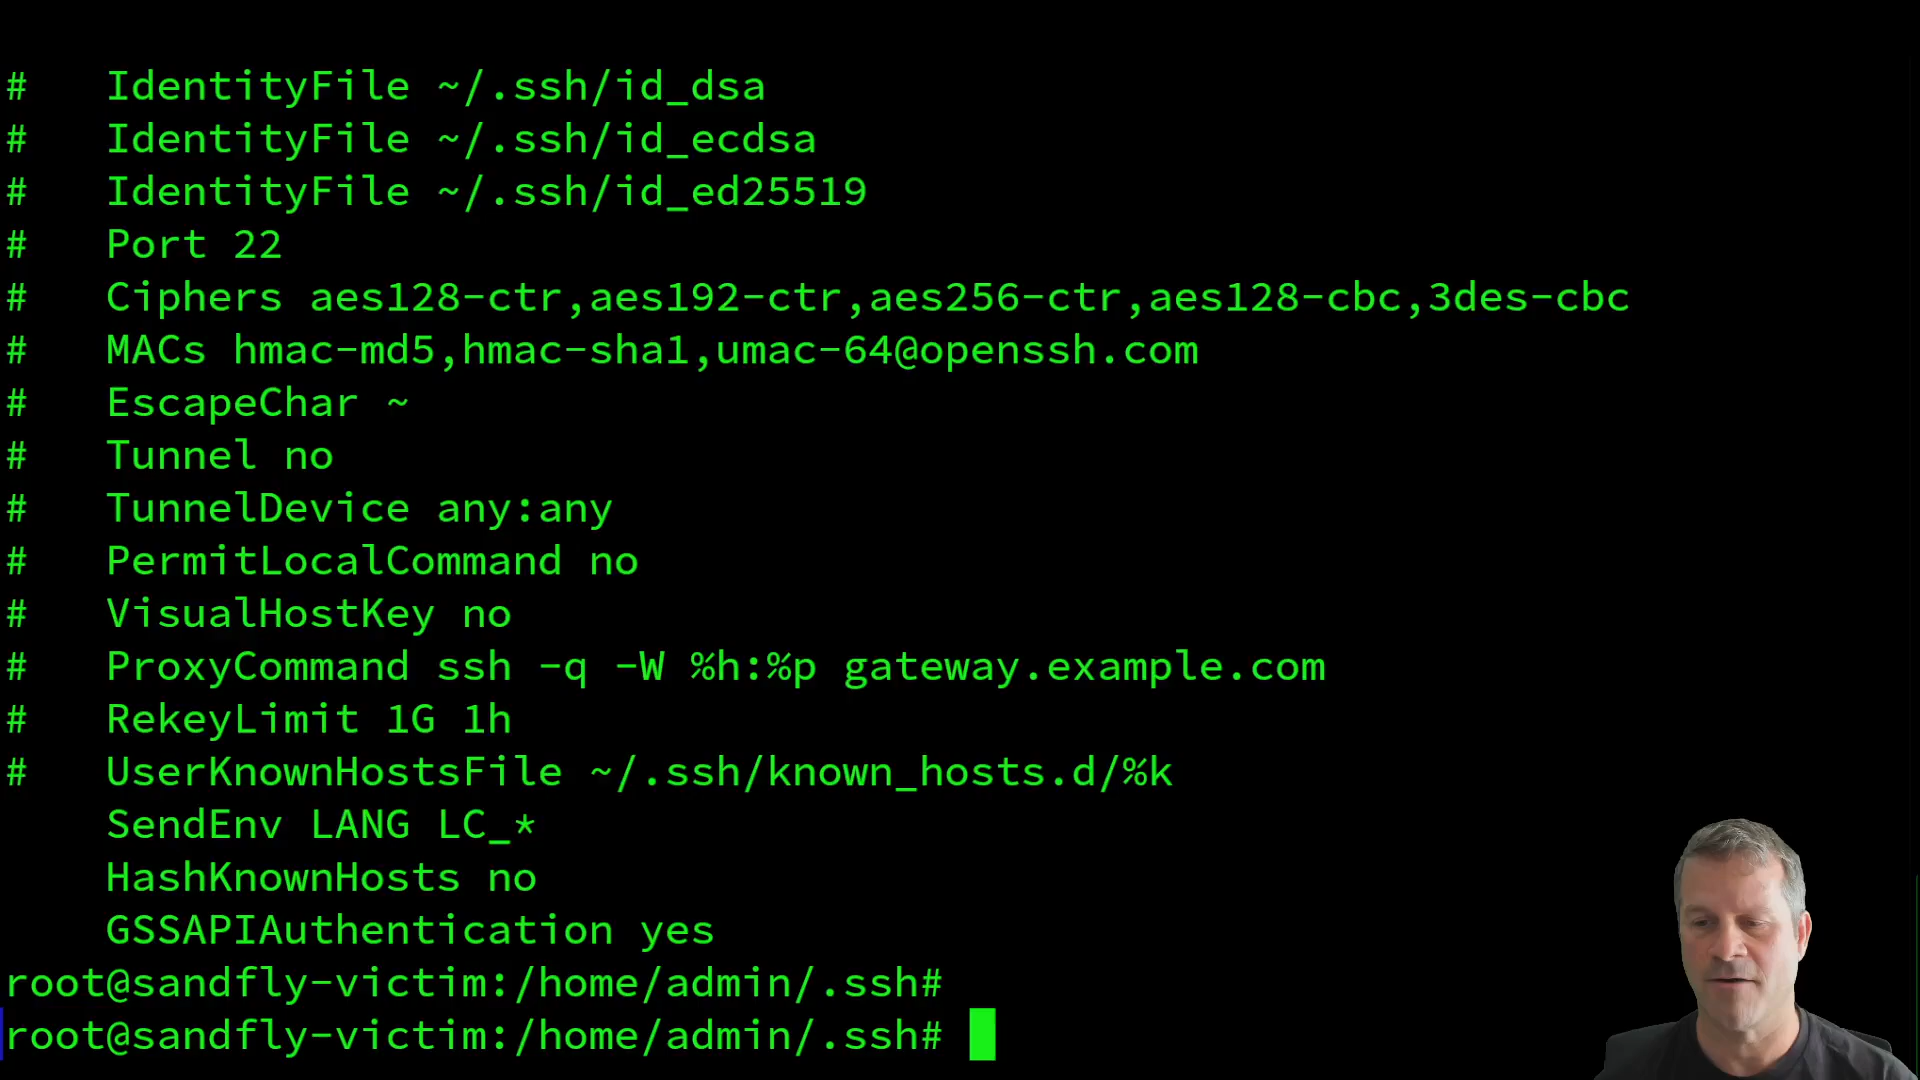 #   IdentityFile ~/.ssh/id_dsa
#   IdentityFile ~/.ssh/id_ecdsa
#   IdentityFile ~/.ssh/id_ed25519
#   Port 22
#   Ciphers aes128-ctr,aes192-ctr,aes256-ctr,aes128-cbc,3des-cbc
#   MACs hmac-md5,hmac-sha1,umac-64@openssh.com
#   EscapeChar ~
#   Tunnel no
#   TunnelDevice any:any
#   PermitLocalCommand no
#   VisualHostKey no
#   ProxyCommand ssh -q -W %h:%p gateway.example.com
#   RekeyLimit 1G 1h
#   UserKnownHostsFile ~/.ssh/known_hosts.d/%k
    SendEnv LANG LC_*
    HashKnownHosts no
    GSSAPIAuthentication yes
root@sandfly-victim:/home/admin/.ssh#
root@sandfly-victim:/home/admin/.ssh#